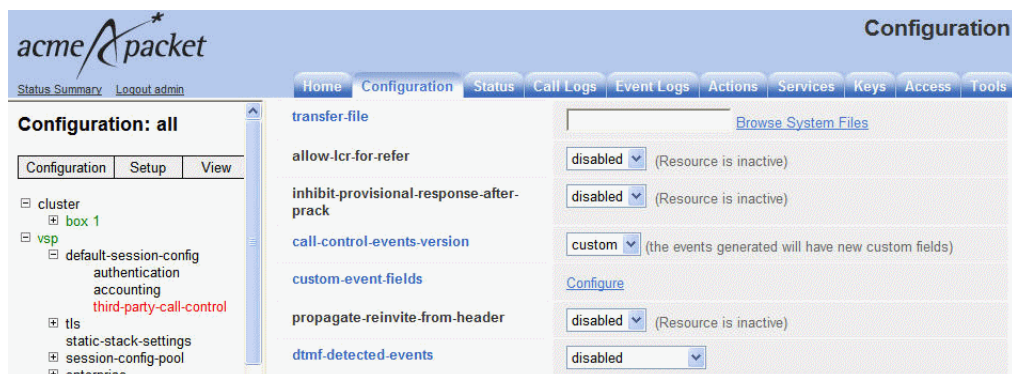 acme packet
Configuration
Status Summary Logout admin
Home Configuration Status Call Logs Event Logs Actions Services Keys Access Tools
Configuration: all
Configuration Setup View
cluster
box 1
vsp
default-session-config
authentication
accounting
third-party-call-control
tls
static-stack-settings
session-config-pool
enterprise
transfer-file
Browse System Files
allow-lcr-for-refer
disabled (Resource is inactive)
inhibit-provisional-response-after-
prack
disabled (Resource is inactive)
call-control-events-version
custom (the events generated will have new custom fields)
custom-event-fields
Configure
propagate-reinvite-from-header
disabled (Resource is inactive)
dtmf-detected-events
disabled